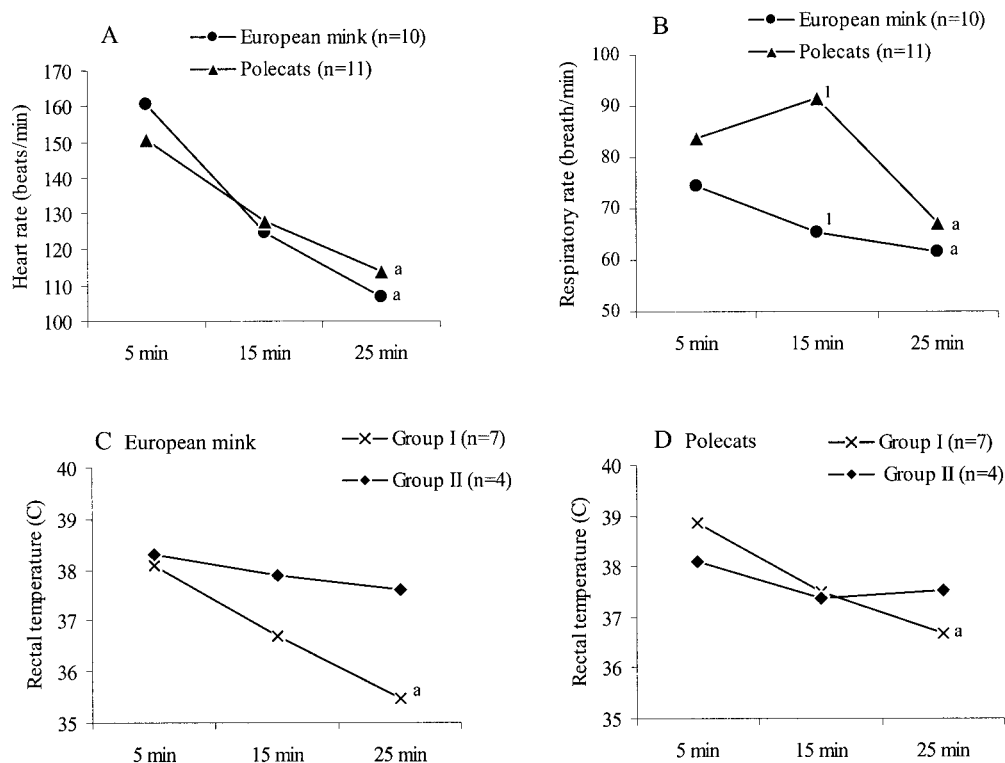 A
European mink (n=10)
Polecats (n=11)
Heart rate (beats/min)
170
160
150
140
130
120
110
100
a
a
5 min 15 min 25 min
B
European mink (n=10)
Polecats (n=11)
Respiratory rate (breath/min)
100
90
80
70
60
50
1
1
a
a
5 min 15 min 25 min
C European mink
Group I (n=7)
Group II (n=4)
Rectal temperature (C)
40
39
38
37
36
35
a
5 min 15 min 25 min
D Polecats
Group I (n=7)
Group II (n=4)
Rectal temperature (C)
40
39
38
37
36
35
a
5 min 15 min 25 min